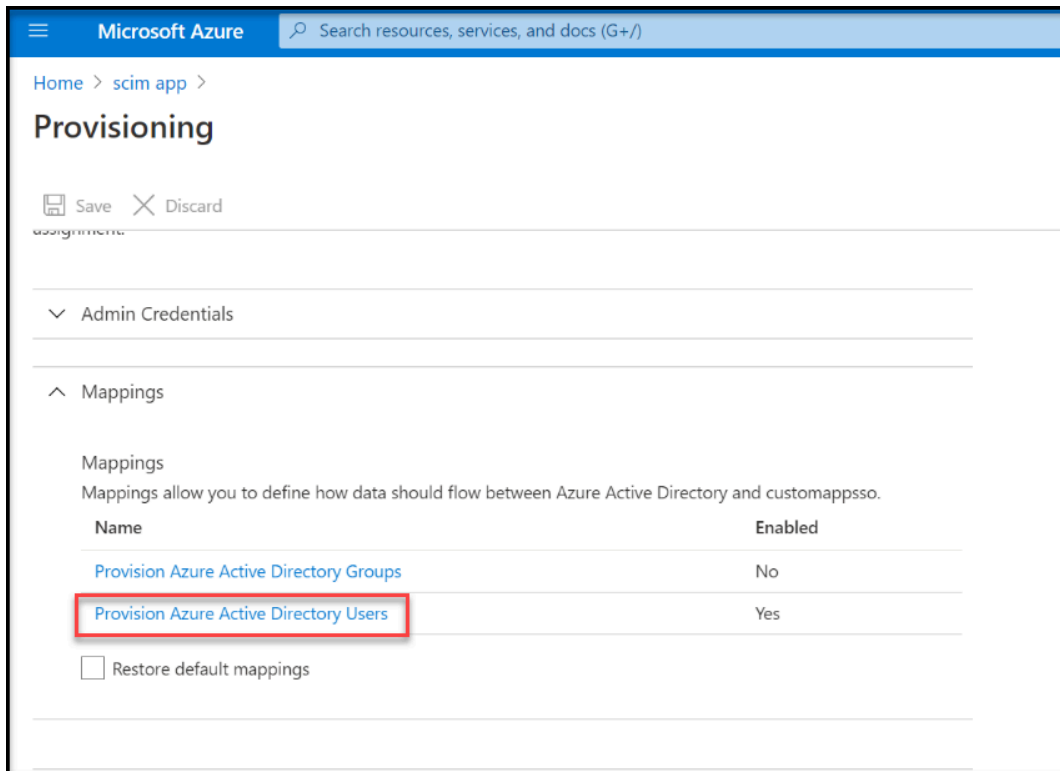 Microsoft Azure
Search resources, services, and docs (G+/)
Home > scim app >
Provisioning
Save Discard
assignment.
Admin Credentials
Mappings
Mappings
Mappings allow you to define how data should flow between Azure Active Directory and customappsso.
Name Enabled
Provision Azure Active Directory Groups No
Provision Azure Active Directory Users Yes
Restore default mappings